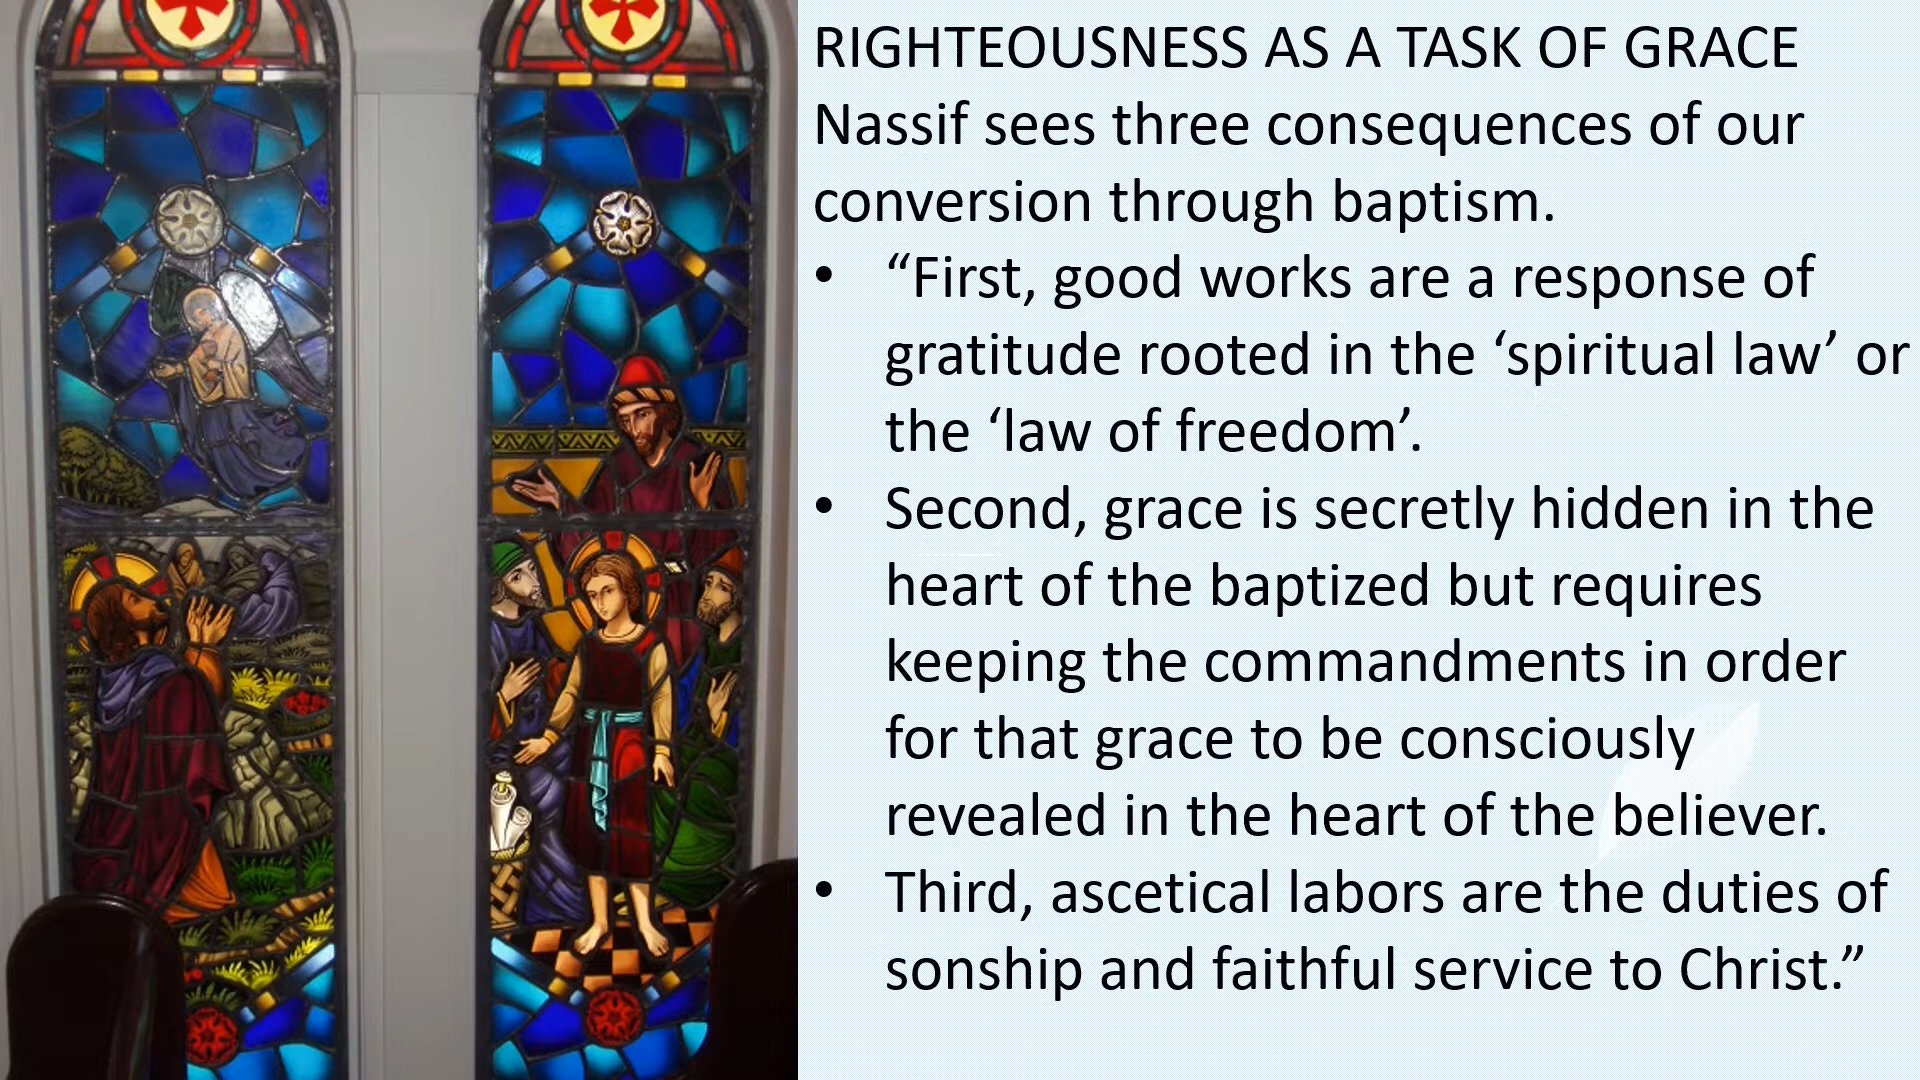 RIGHTEOUSNESS AS A TASK OF GRACE
Nassif sees three consequences of our
conversion through baptism.
• “First, good works are a response of
gratitude rooted in the ‘spiritual law’ or
the ‘law of freedom’.
• Second, grace is secretly hidden in the
heart of the baptized but requires
keeping the commandments in order
for that grace to be consciously
revealed in the heart of the believer.
• Third, ascetical labors are the duties of
sonship and faithful service to Christ.”